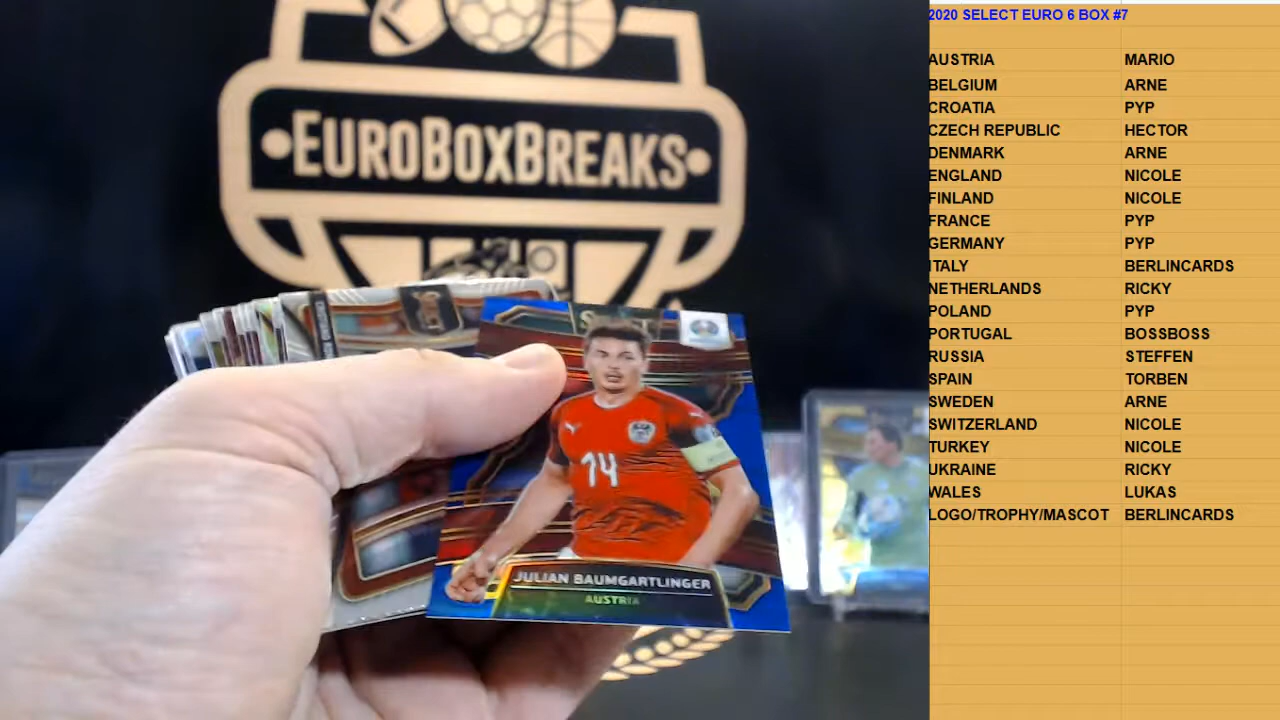 EUROBOXBREAKS
14
JULIAN BAUMGARTLINGER
AUSTRIA
2020 SELECT EURO 6 BOX #7
AUSTRIA MARIO
BELGIUM ARNE
CROATIA PYP
CZECH REPUBLIC HECTOR
DENMARK ARNE
ENGLAND NICOLE
FINLAND NICOLE
FRANCE PYP
GERMANY PYP
ITALY BERLINCARDS
NETHERLANDS RICKY
POLAND PYP
PORTUGAL BOSSBOSS
RUSSIA STEFFEN
SPAIN TORBEN
SWEDEN ARNE
SWITZERLAND NICOLE
TURKEY NICOLE
UKRAINE RICKY
WALES LUKAS
LOGO/TROPHY/MASCOT BERLINCARDS